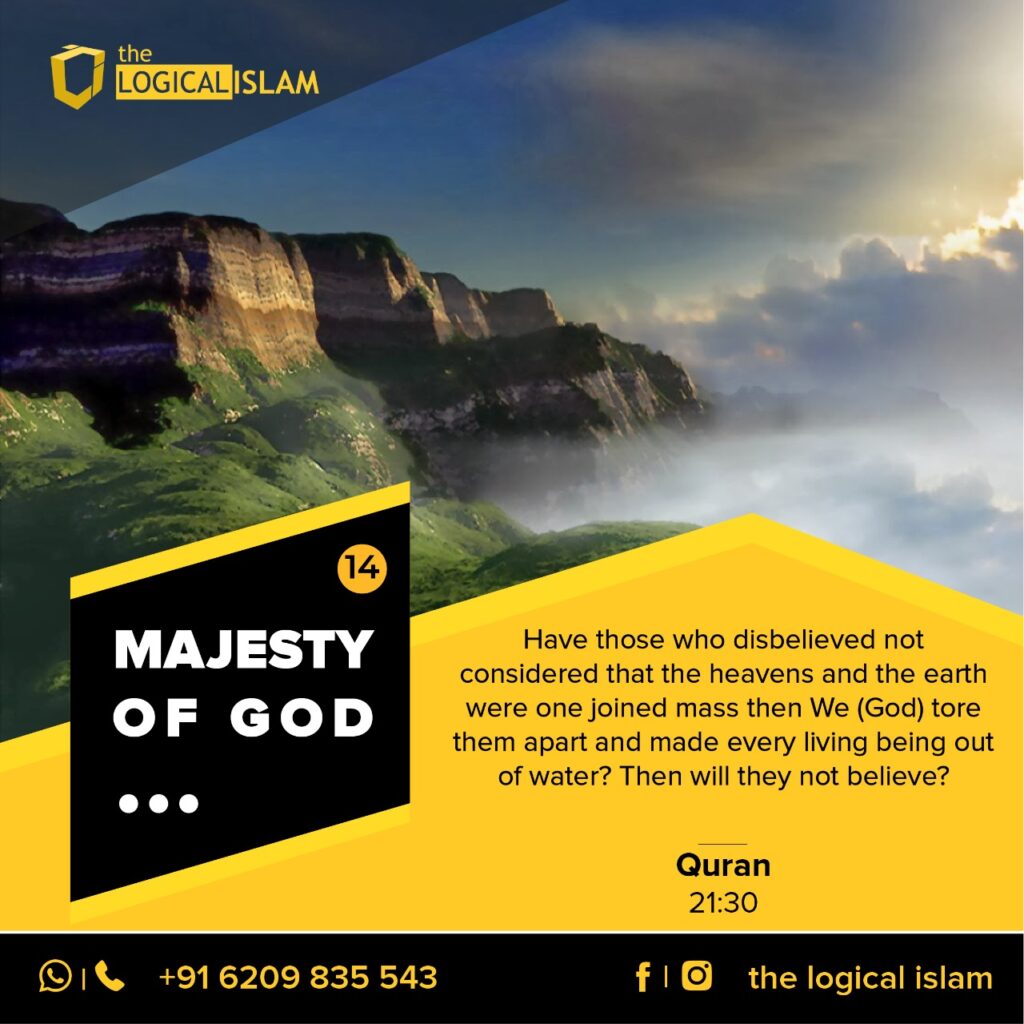 the
LOGICAL ISLAM
14
MAJESTY
OF GOD
Have those who disbelieved not
considered that the heavens and the earth
were one joined mass then We (God) tore
them apart and made every living being out
of water? Then will they not believe?
Quran
21:30
+91 6209 835 543
the logical islam